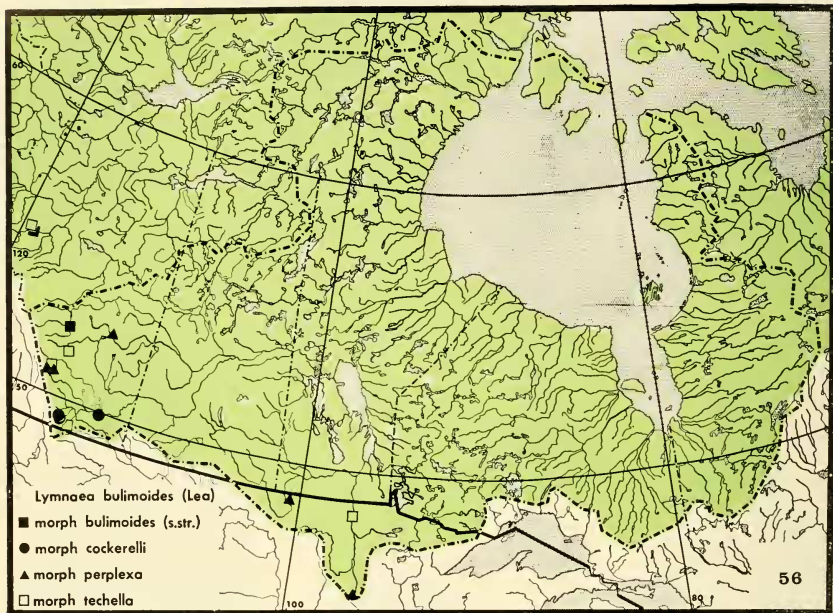 60
120
50
Lymnaea bulimoides (Lea)
■ morph bulimoides (s.str.)
● morph cockerelli
▲ morph perplexa
□ morph techella
100
80
56